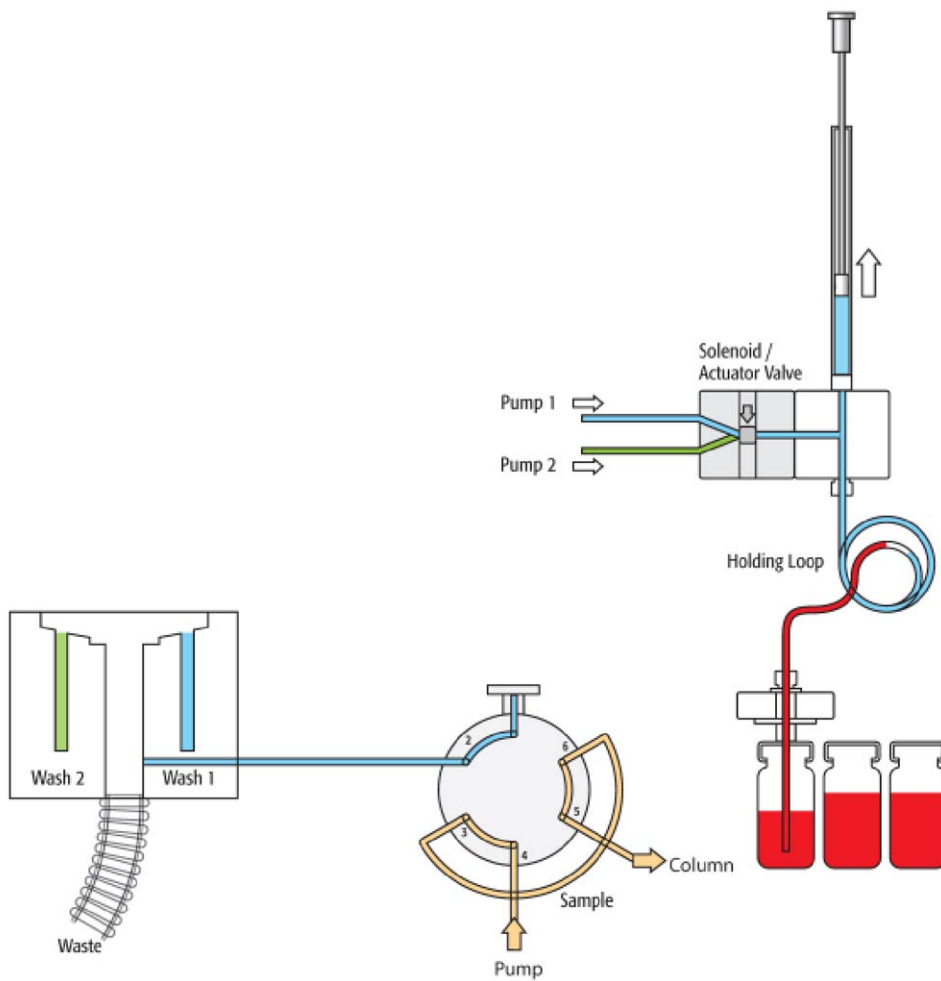 Solenoid /
Actuator Valve
Pump 1
Pump 2
Holding Loop
Wash 2
Wash 1
2
6
3
5
4
Column
Sample
Waste
Pump